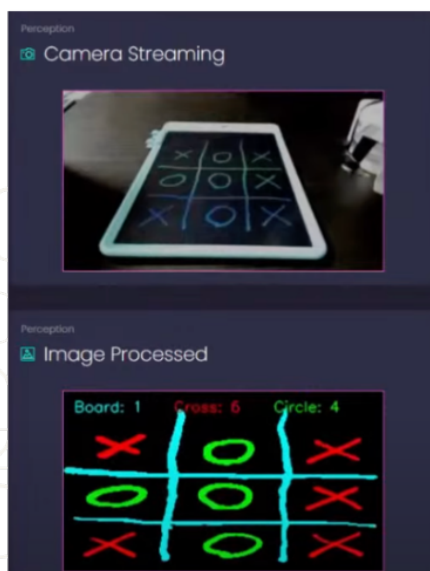 Perception
Camera Streaming
Perception
Image Processed
Board: 1 Cross: 6 Circle: 4